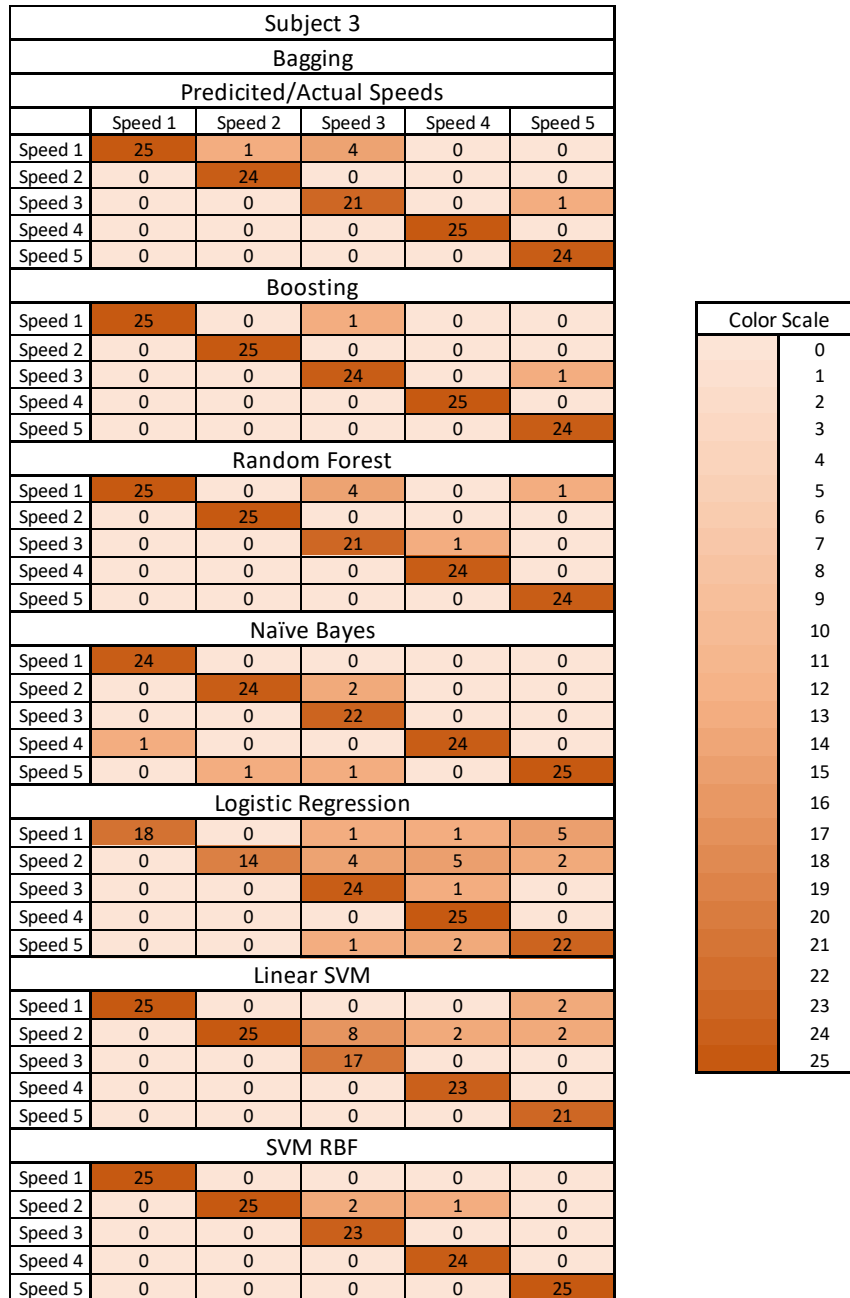 Subject 3
Bagging
Predicited/Actual Speeds
Speed 1 Speed 2 Speed 3 Speed 4 Speed 5
Speed 1 25 1 4 0 0
Speed 2 0 24 0 0 0
Speed 3 0 0 21 0 1
Speed 4 0 0 0 25 0
Speed 5 0 0 0 0 24
Boosting
Speed 1 25 0 1 0 0
Speed 2 0 25 0 0 0
Speed 3 0 0 24 0 1
Speed 4 0 0 0 25 0
Speed 5 0 0 0 0 24
Random Forest
Speed 1 25 0 4 0 1
Speed 2 0 25 0 0 0
Speed 3 0 0 21 1 0
Speed 4 0 0 0 24 0
Speed 5 0 0 0 0 24
Naïve Bayes
Speed 1 24 0 0 0 0
Speed 2 0 24 2 0 0
Speed 3 0 0 22 0 0
Speed 4 1 0 0 24 0
Speed 5 0 1 1 0 25
Logistic Regression
Speed 1 18 0 1 1 5
Speed 2 0 14 4 5 2
Speed 3 0 0 24 1 0
Speed 4 0 0 0 25 0
Speed 5 0 0 1 2 22
Linear SVM
Speed 1 25 0 0 0 2
Speed 2 0 25 8 2 2
Speed 3 0 0 17 0 0
Speed 4 0 0 0 23 0
Speed 5 0 0 0 0 21
SVM RBF
Speed 1 25 0 0 0 0
Speed 2 0 25 2 1 0
Speed 3 0 0 23 0 0
Speed 4 0 0 0 24 0
Speed 5 0 0 0 0 25
Color Scale
0
1
2
3
4
5
6
7
8
9
10
11
12
13
14
15
16
17
18
19
20
21
22
23
24
25